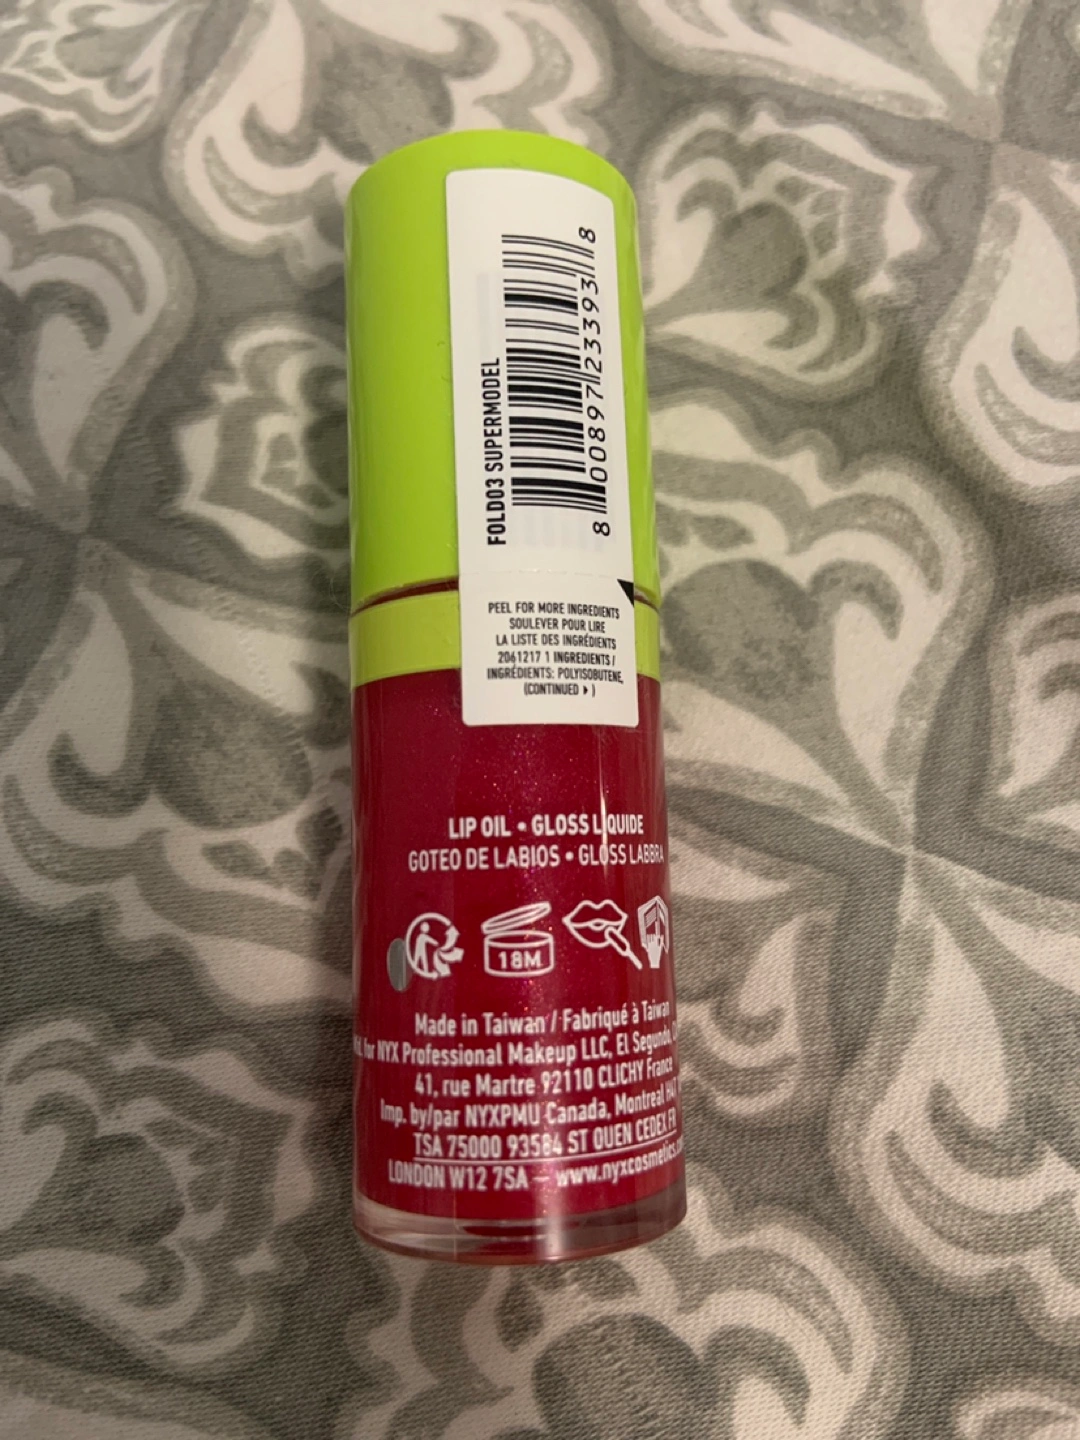 FOLD03 SUPERMODEL
8 00897 23393 8
PEEL FOR MORE INGREDIENTS
SOULEVER POUR LIRE
LA LISTE DES INGRÉDIENTS
2061217 1 INGREDIENTS /
INGRÉDIENTS: POLYISOBUTENE,
(CONTINUED ▸ )
LIP OIL • GLOSS LIQUIDE
GOTEO DE LABIOS • GLOSS LABBRA
18M
Made in Taiwan / Fabriqué à Taiwan
for NYX Professional Makeup LLC, El Segundo,
41, rue Martre 92110 CLICHY France
Imp. by/par NYXPMU Canada, Montreal
TSA 75000 93584 ST OUEN CEDEX FR
LONDON W12 7SA – www.nyxcosmetics.